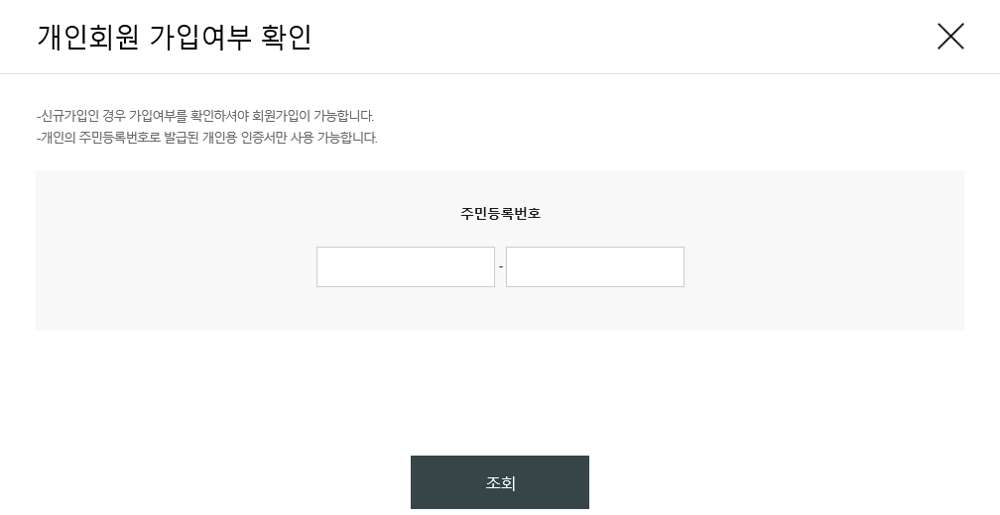 개인회원 가입여부 확인
-신규가입인 경우 가입여부를 확인하셔야 회원가입이 가능합니다.
-개인의 주민등록번호로 발급된 개인용 인증서만 사용 가능합니다.
주민등록번호
-
조회